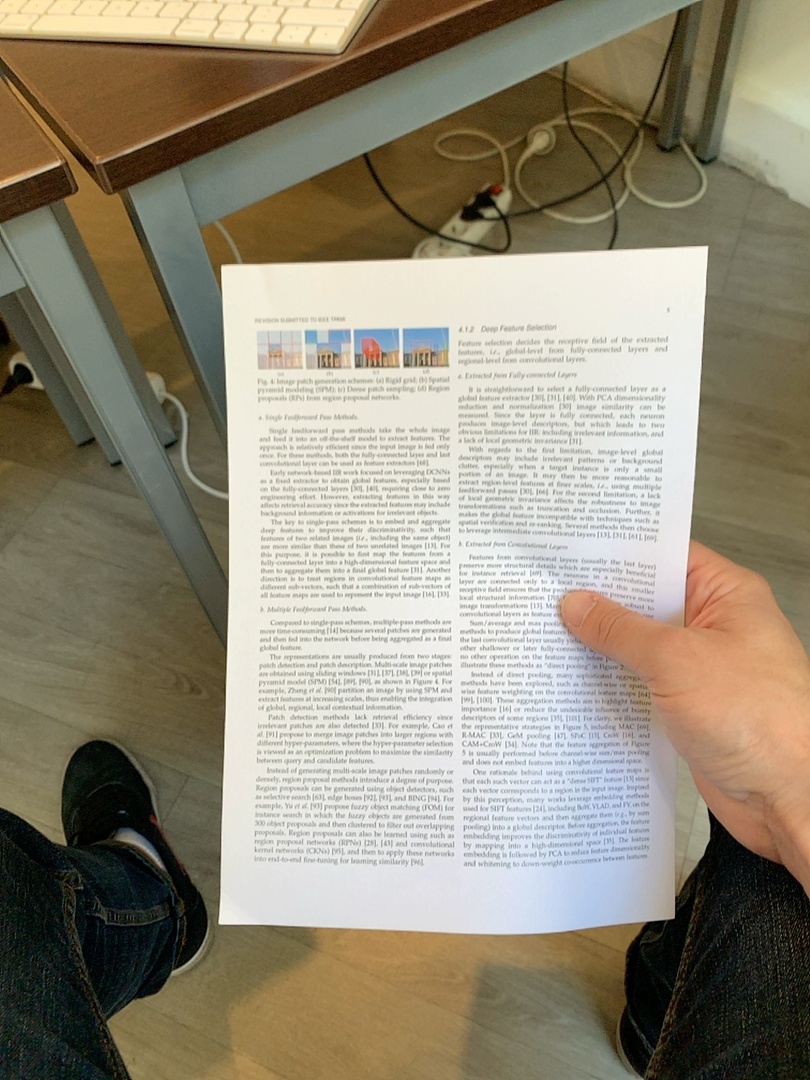 REVISION SUBMITTED TO IEEE TPAMI
5
(a) (b) (c) (d)
Fig. 4: Image patch generation schemes: (a) Rigid grid; (b) Spatial
pyramid modeling (SPM); (c) Dense patch sampling; (d) Region
proposals (RPs) from region proposal networks.
a. Single Feedforward Pass Methods.
Single feedforward pass methods take the whole image
and feed it into an off-the-shelf model to extract features. The
approach is relatively efficient since the input image is fed only
once. For these methods, both the fully-connected layer and last
convolutional layer can be used as feature extractors [68].
Early network-based IIR work focused on leveraging DCNNs
as a fixed extractor to obtain global features, especially based
on the fully-connected layers [30], [40], requiring close to zero
engineering effort. However, extracting features in this way
affects retrieval accuracy since the extracted features may include
background information or activations for irrelevant objects.
The key to single-pass schemes is to embed and aggregate
deep features to improve their discriminativity, such that
features of two related images (i.e., including the same object)
are more similar than these of two unrelated images [13]. For
this purpose, it is possible to first map the features from a
fully-connected layer into a high-dimensional feature space and
then to aggregate them into a final global feature [31]. Another
direction is to treat regions in convolutional feature maps as
different sub-vectors, such that a combination of sub-vectors of
all feature maps are used to represent the input image [16], [33].
b. Multiple Feedforward Pass Methods.
Compared to single-pass schemes, multiple-pass methods are
more time-consuming [14] because several patches are generated
and then fed into the network before being aggregated as a final
global feature.
The representations are usually produced from two stages:
patch detection and patch description. Multi-scale image patches
are obtained using sliding windows [31], [37], [38], [39] or spatial
pyramid model (SPM) [54], [89], [90], as shown in Figure 4. For
example, Zheng et al. [90] partition an image by using SPM and
extract features at increasing scales, thus enabling the integration
of global, regional, local contextual information.
Patch detection methods lack retrieval efficiency since
irrelevant patches are also detected [33]. For example, Cao et
al. [91] propose to merge image patches into larger regions with
different hyper-parameters, where the hyper-parameter selection
is viewed as an optimization problem to maximize the similarity
between query and candidate features.
Instead of generating multi-scale image patches randomly or
densely, region proposal methods introduce a degree of purpose.
Region proposals can be generated using object detectors, such
as selective search [63], edge boxes [92], [93], and BING [94]. For
example, Yu et al. [93] propose fuzzy object matching (FOM) for
instance search in which the fuzzy objects are generated from
300 object proposals and then clustered to filter out overlapping
proposals. Region proposals can also be learned using such as
region proposal networks (RPNs) [28], [43] and convolutional
kernel networks (CKNs) [95], and then to apply these networks
into end-to-end fine-tuning for learning similarity [96].
4.1.2 Deep Feature Selection
Feature selection decides the receptive field of the extracted
features, i.e., global-level from fully-connected layers and
regional-level from convolutional layers.
a. Extracted from Fully-connected Layers
It is straightforward to select a fully-connected layer as a
global feature extractor [30], [31], [40]. With PCA dimensionality
reduction and normalization [30] image similarity can be
measured. Since the layer is fully connected, each neuron
produces image-level descriptors, but which leads to two
obvious limitations for IIR: including irrelevant information, and
a lack of local geometric invariance [31].
With regards to the first limitation, image-level global
descriptors may include irrelevant patterns or background
clutter, especially when a target instance is only a small
portion of an image. It may then be more reasonable to
extract region-level features at finer scales, i.e., using multiple
feedforward passes [30], [66]. For the second limitation, a lack
of local geometric invariance affects the robustness to image
transformations such as truncation and occlusion. Further, it
makes the global feature incompatible with techniques such as
spatial verification and re-ranking. Several methods then choose
to leverage intermediate convolutional layers [13], [31], [61], [69].
b. Extracted from Convolutional Layers
Features from convolutional layers (usually the last layer)
preserve more structural details which are especially beneficial
for instance retrieval [69]. The neurons in a convolutional
layer are connected only to a local region, and this smaller
receptive field ensures that the preserve more
local structural information robust to
image transformations [13].
convolutional layers as feature
Sum/average and max pooling
methods to produce global features
the last convolutional layer usually
other shallower or later fully-connected
no other operation on the feature maps before
illustrate these methods as "direct pooling" in Figure 2.
Instead of direct pooling, many sophisticated
methods have been explored, such as channel-wise or
wise feature weighting on the convolutional feature maps [64]
[99], [100]. These aggregation methods aim to highlight feature
importance [16] or reduce the undesirable influence of bursty
descriptors of some regions [35], [101]. For clarity, we illustrate
the representative strategies in Figure 5, including MAC [69],
R-MAC [33], GeM pooling [47], SPoC [13], CroW [16], and
CAM+CroW [34]. Note that the feature aggregation of Figure
5 is usually performed before channel-wise sum/max pooling
and does not embed features into a higher dimensional space.
One rationale behind using convolutional feature maps is
that each such vector can act as a "dense SIFT" feature [13] since
each vector corresponds to a region in the input image. Inspired
by this perception, many works leverage embedding methods
used for SIFT features [24], including BoW, VLAD, and FV, on the
regional feature vectors and then aggregate them (e.g., by sum
pooling) into a global descriptor. Before aggregation, the feature
embedding improves the discriminativity of individual features
by mapping into a high-dimensional space [35]. The feature
embedding is followed by PCA to reduce feature dimensionality
and whitening to down-weight co-occurrence between features.